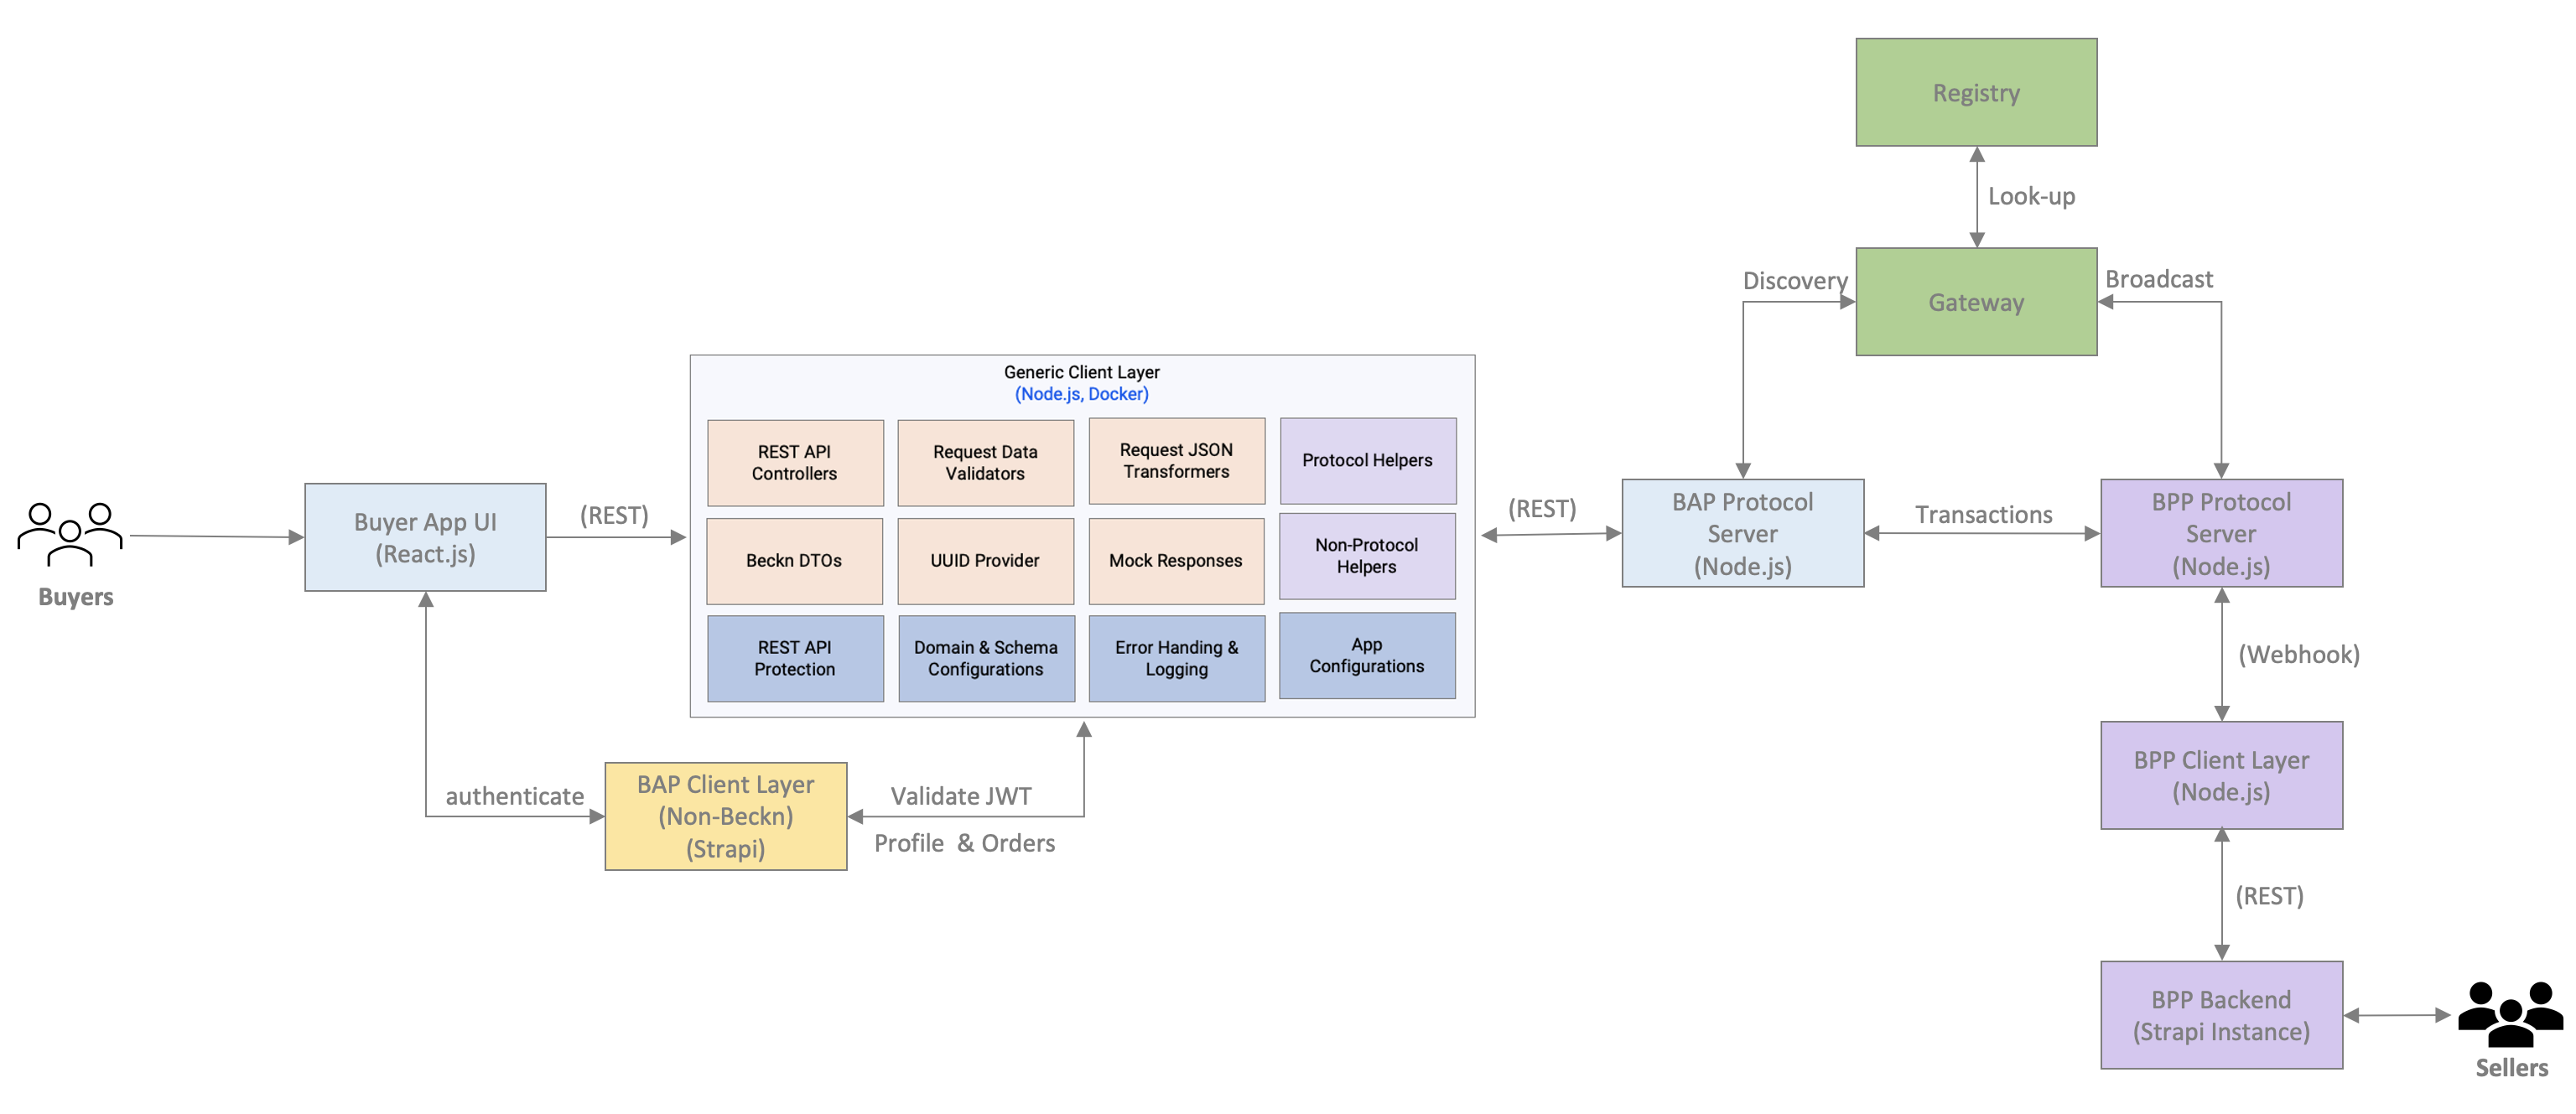 Registry
Look-up
Discovery
Gateway
Broadcast
Generic Client Layer
(Node.js, Docker)
REST API
Controllers
Request Data
Validators
Request JSON
Transformers
Protocol Helpers
Beckn DTOs
UUID Provider
Mock Responses
Non-Protocol
Helpers
REST API
Protection
Domain & Schema
Configurations
Error Handing &
Logging
App
Configurations
Buyers
Buyer App UI
(React.js)
(REST)
(REST)
BAP Protocol
Server
(Node.js)
Transactions
BPP Protocol
Server
(Node.js)
(Webhook)
authenticate
BAP Client Layer
(Non-Beckn)
(Strapi)
Validate JWT
Profile & Orders
BPP Client Layer
(Node.js)
(REST)
BPP Backend
(Strapi Instance)
Sellers